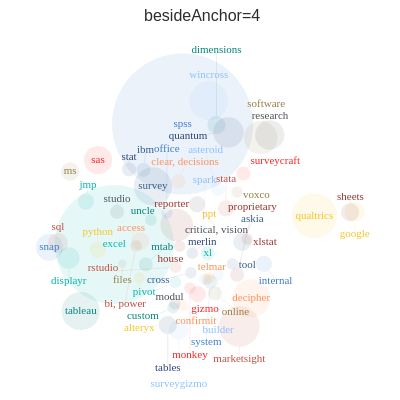 besideAnchor=4
dimensions
wincross
software
research
spss
quantum
ibm office asteroid
sas stat clear, decisions surveycraft
ms
jmp survey spark stata
studio voxco sheets
uncle reporter proprietary
sql access ppt askia qualtrics
python critical, vision google
snap excel mtab merlin xlstat
house xl
rstudio telmar tool
displayr files cross internal
pivot modul decipher
bi, power gizmo
tableau custom confirmit online
alteryx builder
system
monkey marketsight
tables
surveygizmo